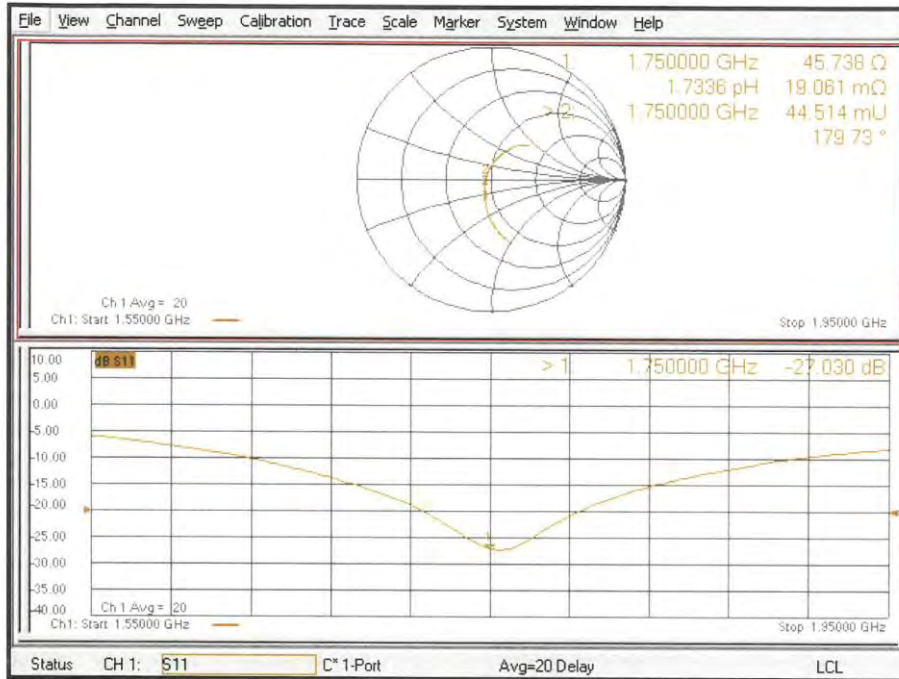 File View Channel Sweep Calibration Trace Scale Marker System Window Help
1 1.750000 GHz 45.738 Ω
1.7336 pH 19.061 mΩ
> 2 1.750000 GHz 44.514 mU
179.73 °
Ch 1 Avg = 20
Ch1: Start 1.55000 GHz
Stop 1.95000 GHz
10.00
dB S11
> 1 1.750000 GHz -27.030 dB
5.00
0.00
-5.00
-10.00
-15.00
-20.00
-25.00
-30.00
-35.00
-40.00
Ch 1 Avg = 20
Ch1: Start 1.55000 GHz
Stop 1.95000 GHz
Status CH 1: S11 C* 1-Port Avg=20 Delay LCL